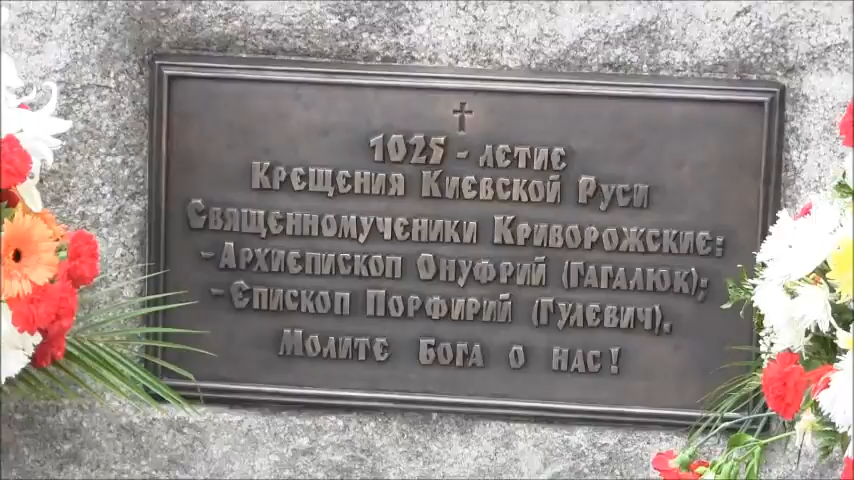 1025 - летие
Крещения Киевской Руси
Священномученики Криворожские:
- Архиепископ Онуфрий (Гагалюк);
- Епископ Порфирий (Гулевич).
Молите Бога о нас!